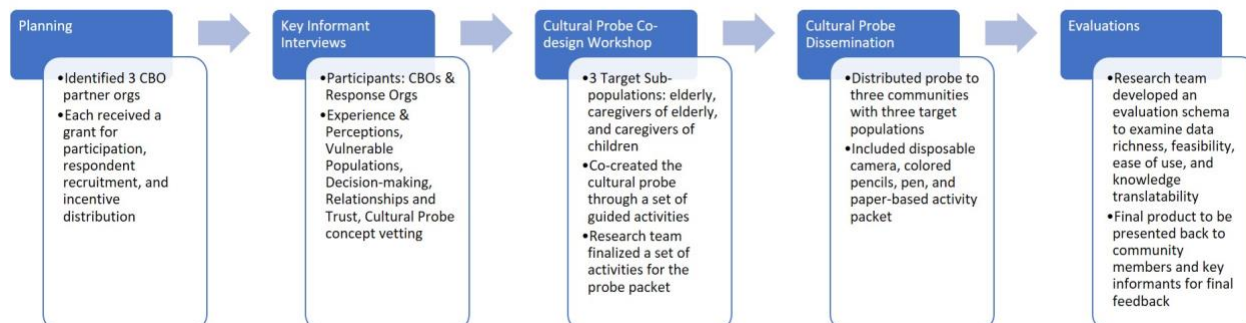 Planning
•Identified 3 CBO
partner orgs
•Each received a
grant for
participation,
respondent
recruitment, and
incentive
distribution
Key Informant
Interviews
•Participants: CBOs &
Response Orgs
•Experience &
Perceptions,
Vulnerable
Populations,
Decision-making,
Relationships and
Trust, Cultural Probe
concept vetting
Cultural Probe Co-
design Workshop
•3 Target Sub-
populations: elderly,
caregivers of elderly,
and caregivers of
children
•Co-created the
cultural probe
through a set of
guided activities
•Research team
finalized a set of
activities for the
probe packet
Cultural Probe
Dissemination
•Distributed probe to
three communities
with three target
populations
•Included disposable
camera, colored
pencils, pen, and
paper-based activity
packet
Evaluations
•Research team
developed an
evaluation schema
to examine data
richness, feasibility,
ease of use, and
knowledge
translatability
•Final product to be
presented back to
community
members and key
informants for final
feedback